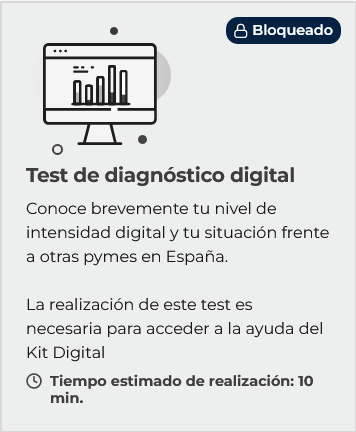 Bloqueado
Test de diagnóstico digital
Conoce brevemente tu nivel de
intensidad digital y tu situación frente
a otras pymes en España.
La realización de este test es
necesaria para acceder a la ayuda del
Kit Digital
Tiempo estimado de realización: 10
min.